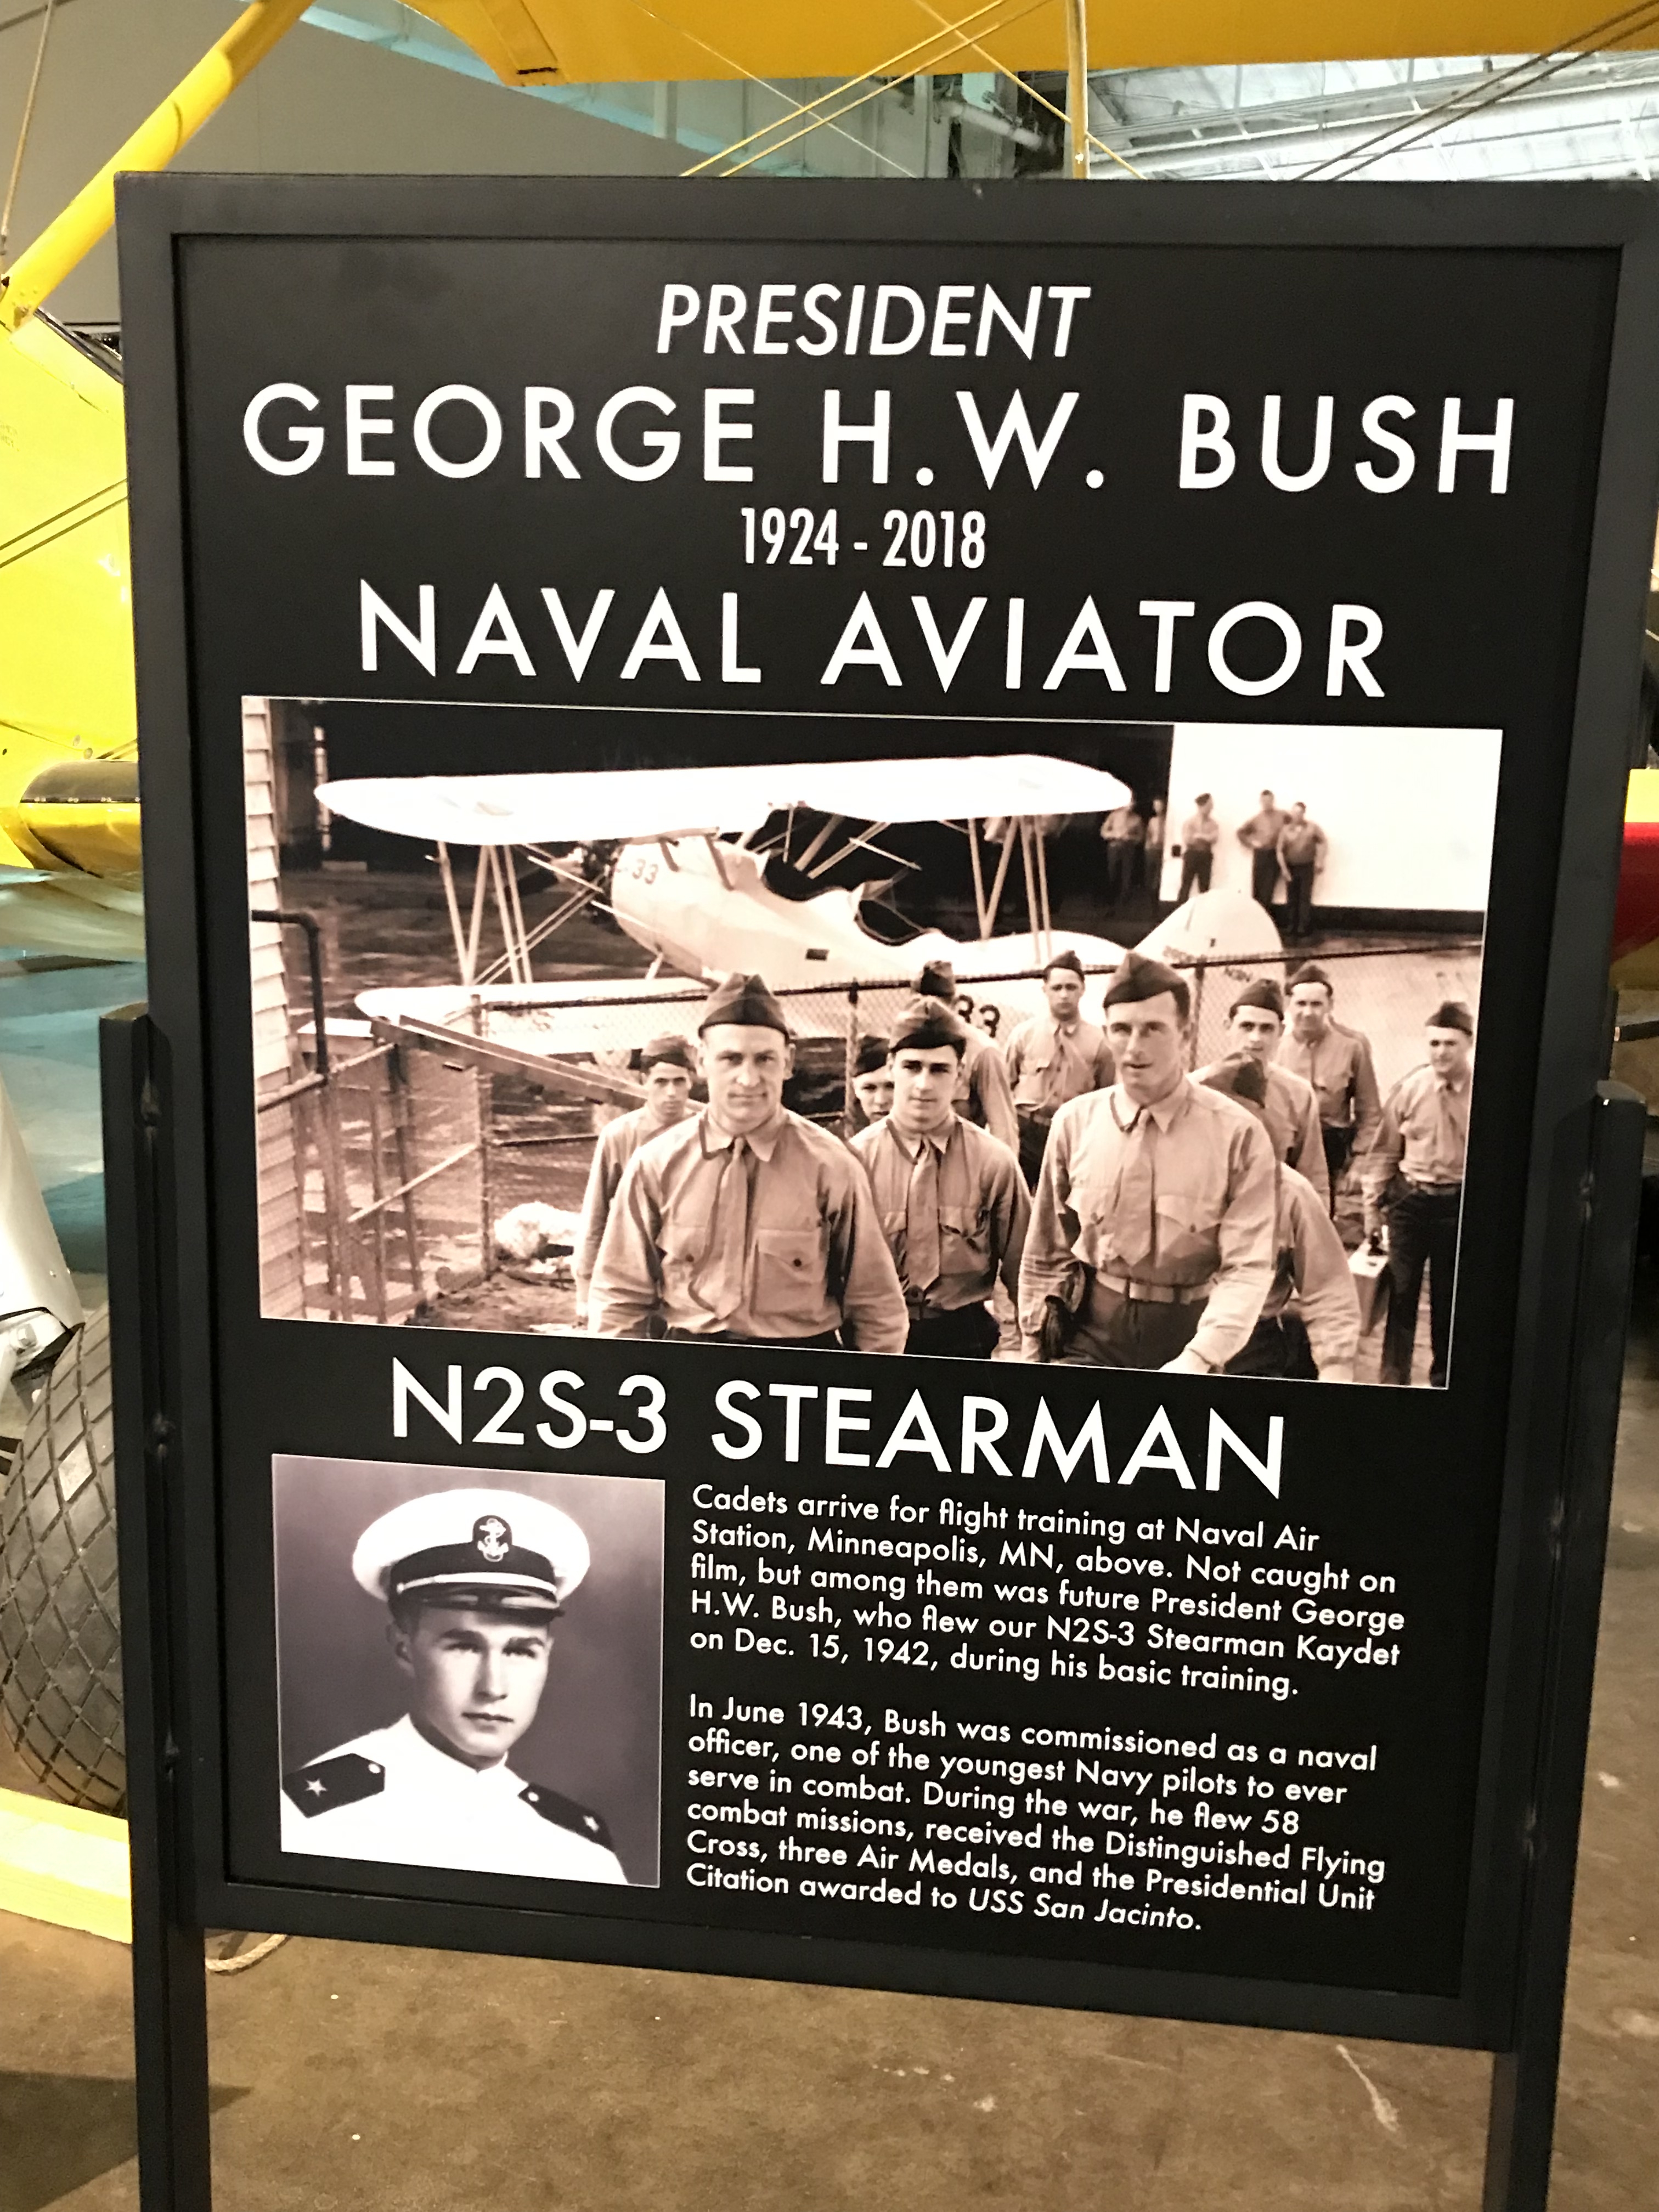 PRESIDENT
GEORGE H.W. BUSH
1924 - 2018
NAVAL AVIATOR
33
33
N2S-3 STEARMAN
Cadets arrive for flight training at Naval Air
Station, Minneapolis, MN, above. Not caught on
film, but among them was future President George
H.W. Bush, who flew our N2S-3 Stearman Kaydet
on Dec. 15, 1942, during his basic training.
In June 1943, Bush was commissioned as a naval
officer, one of the youngest Navy pilots to ever
serve in combat. During the war, he flew 58
combat missions, received the Distinguished Flying
Cross, three Air Medals, and the Presidential Unit
Citation awarded to USS San Jacinto.